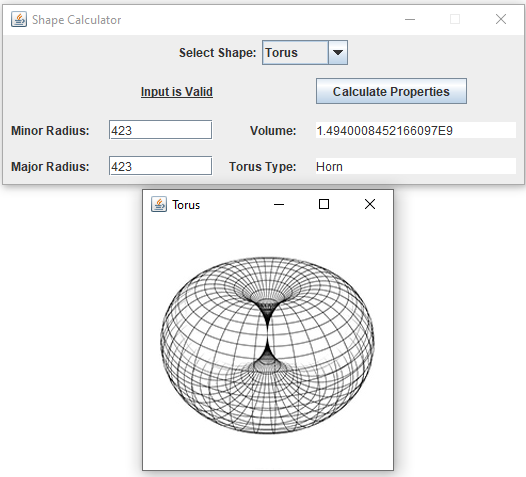 Shape Calculator
Select Shape: Torus
Input is Valid
Calculate Properties
Minor Radius: 423 Volume: 1.4940008452166097E9
Major Radius: 423 Torus Type: Horn
Torus